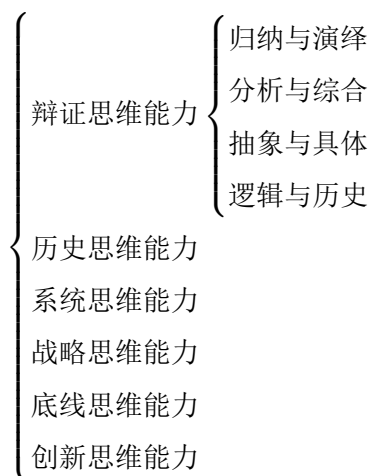 归纳与演绎
分析与综合
辩证思维能力
抽象与具体
逻辑与历史
历史思维能力
系统思维能力
战略思维能力
底线思维能力
创新思维能力